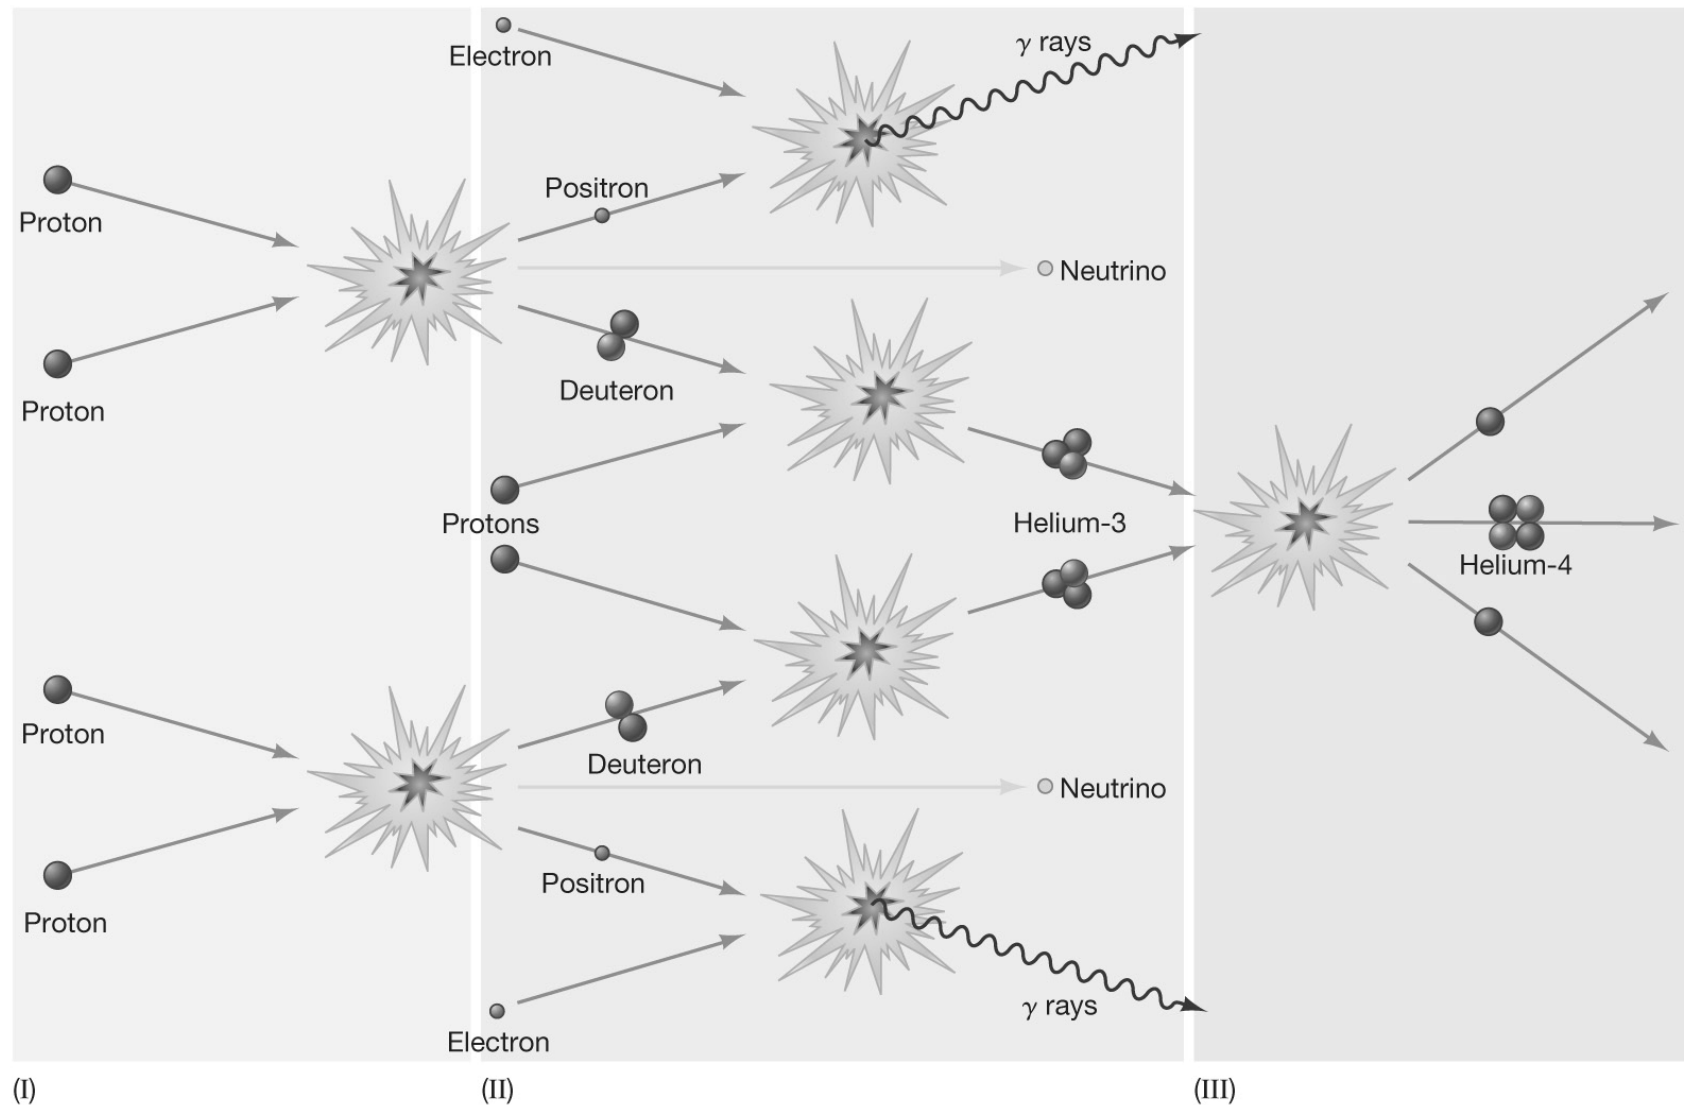 γ rays
Electron
Positron
Proton
Neutrino
Deuteron
Proton
Protons
Helium-3
Helium-4
Proton
Deuteron
Neutrino
Positron
Proton
γ rays
Electron
(I)
(II)
(III)